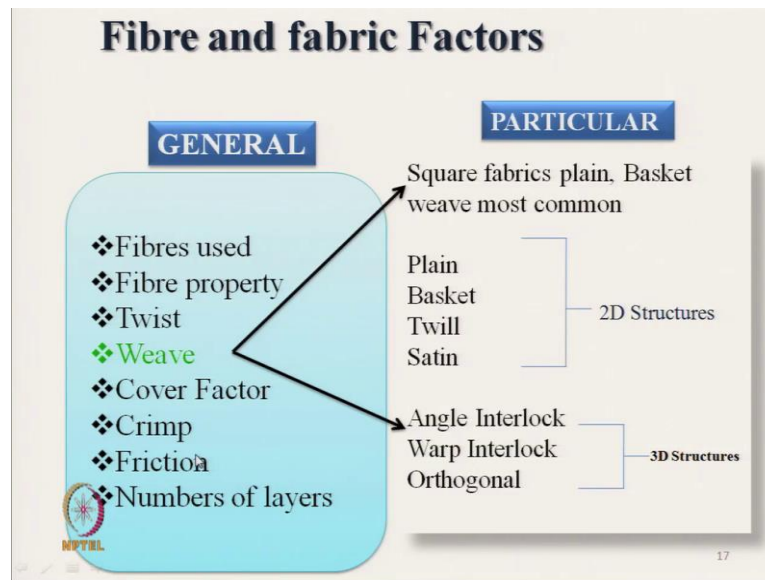 Fibre and fabric Factors
GENERAL
❖Fibres used
❖Fibre property
❖Twist
❖Weave
❖Cover Factor
❖Crimp
❖Friction
❖Numbers of layers
NPTEL
PARTICULAR
Square fabrics plain, Basket
weave most common
Plain
Basket
Twill
Satin
2D Structures
Angle Interlock
Warp Interlock
Orthogonal
3D Structures
17